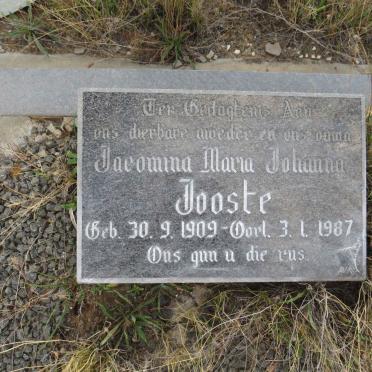 Ter Gedagtenis Aan
ons dierbare moeder en ons ouma
Jacomina Maria Johanna
Jooste
Geb. 30. 9. 1909 - Oorl. 3. 1. 1987
Ons gun u die rus.